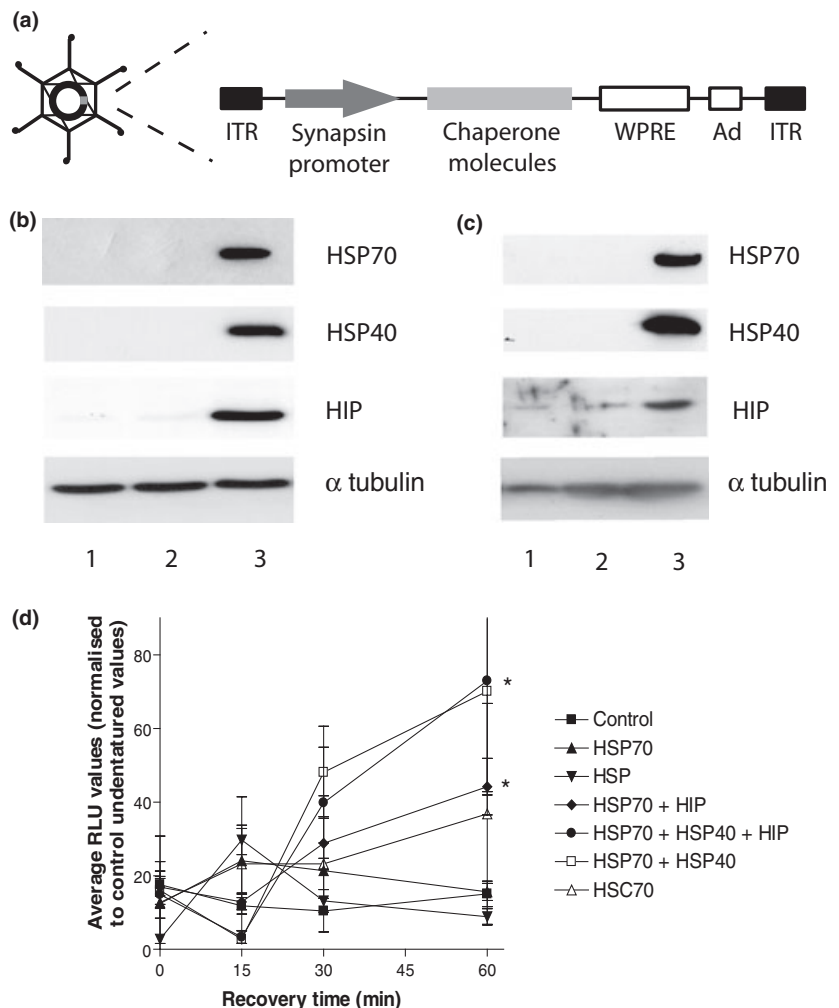 (a)
ITR Synapsin promoter Chaperone molecules WPRE Ad ITR
(b)
HSP70
HSP40
HIP
α tubulin
1 2 3
(c)
HSP70
HSP40
HIP
α tubulin
1 2 3
(d)
Average RLU values (normalised
to control undentatured values)
80
60
40
20
0
0 15 30 45 60
Recovery time (min)
*
*
Control
HSP70
HSP
HSP70 + HIP
HSP70 + HSP40 + HIP
HSP70 + HSP40
HSC70